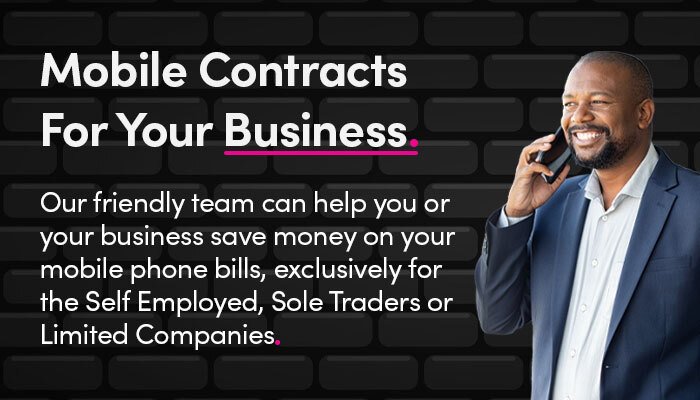 Mobile Contracts
For Your Business.
Our friendly team can help you or
your business save money on your
mobile phone bills, exclusively for
the Self Employed, Sole Traders or
Limited Companies.